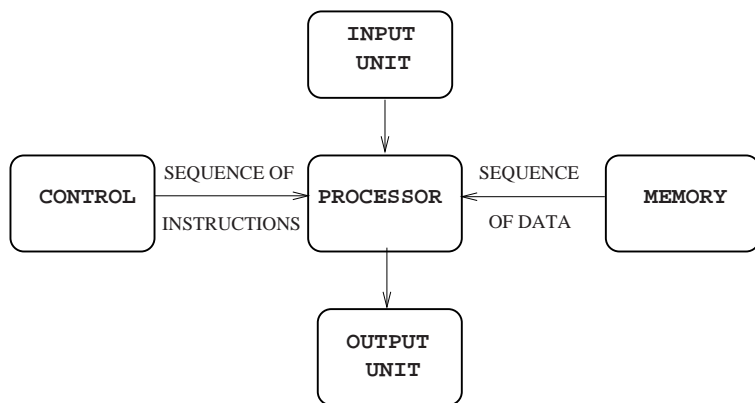 INPUT
UNIT
SEQUENCE OF
INSTRUCTIONS
SEQUENCE
OF DATA
CONTROL
PROCESSOR
MEMORY
OUTPUT
UNIT